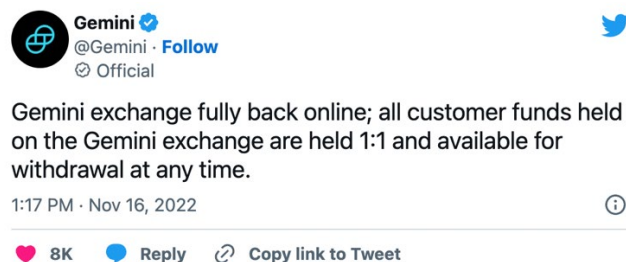 Gemini
@Gemini · Follow
Official
Gemini exchange fully back online; all customer funds held
on the Gemini exchange are held 1:1 and available for
withdrawal at any time.
1:17 PM · Nov 16, 2022
8K Reply Copy link to Tweet